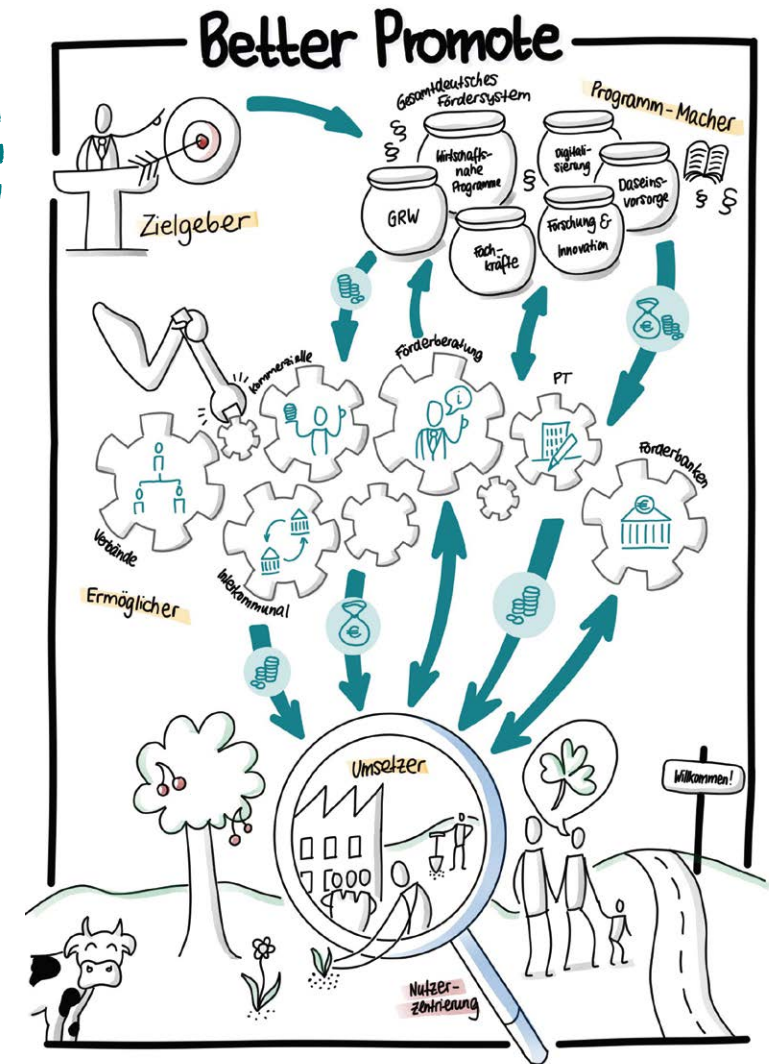 Better Promote
Gesamtdeutsches
Fördersystem
Programm-Macher
§
§
Wirtschafts-
nahe
Programme
§
Digitali-
sierung
Daseins-
vorsorge
§
§
GRW
Fach-
kräfte
Forschung &
Innovation
Zielgeber
€
Kommerzielle
Förderberatung
i
PT
Förderbanken
€
Verbände
Interkommunal
Ermöglicher
€
Umsetzer
Willkommen!
Nutzer-
zentrierung